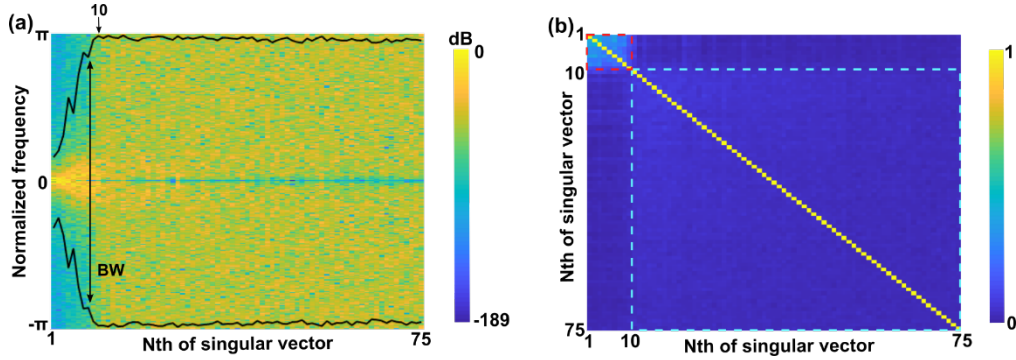 (a)
10
π
dB
0
Normalized frequency
0
BW
-189
-π
1
75
Nth of singular vector
(b)
1
1
10
Nth of singular vector
75
0
1
10
75
Nth of singular vector